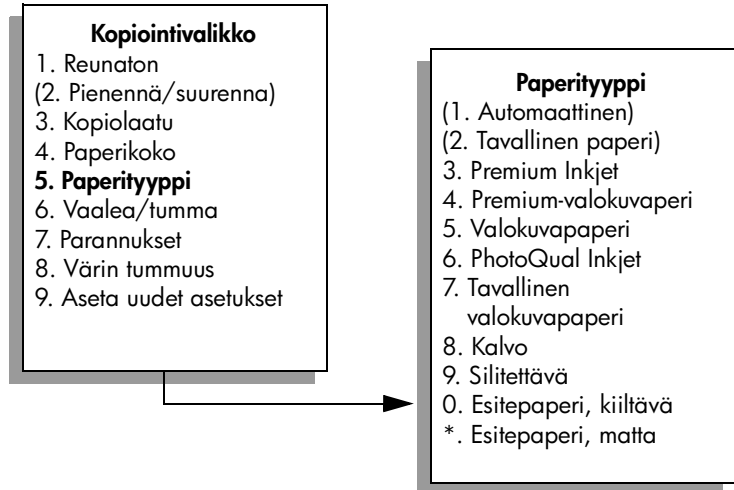 Kopiointivalikko
1. Reunaton
(2. Pienennä/suurenna)
3. Kopiolaatu
4. Paperikoko
5. Paperityyppi
6. Vaalea/tumma
7. Parannukset
8. Värin tummuus
9. Aseta uudet asetukset
Paperityyppi
(1. Automaattinen)
(2. Tavallinen paperi)
3. Premium Inkjet
4. Premium-valokuvaperi
5. Valokuvapaperi
6. PhotoQual Inkjet
7. Tavallinen
valokuvapaperi
8. Kalvo
9. Silitettävä
0. Esitepaperi, kiiltävä
*. Esitepaperi, matta